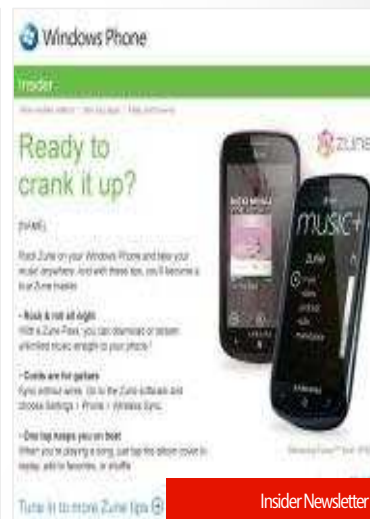 Windows Phone
Insider
Ready to
crank it up?
[NAME],
Rock Zune on your Windows Phone and take your
music anywhere. And with these tips, you'll become a
true Zune master.
- Rock & roll all night
With a Zune Pass, you can download or stream
unlimited music straight to your phone.
- Cords are for guitars
Sync without wires. Go to the Zune software and
choose Settings > Phone > Wireless Sync.
- One tap keeps you on beat
When you're playing a song, just tap the album cover to
replay, add to favorites, or shuffle.
Tune in to more Zune tips
zune
MUSIC+
zune
SAMSUNG
Insider Newsletter